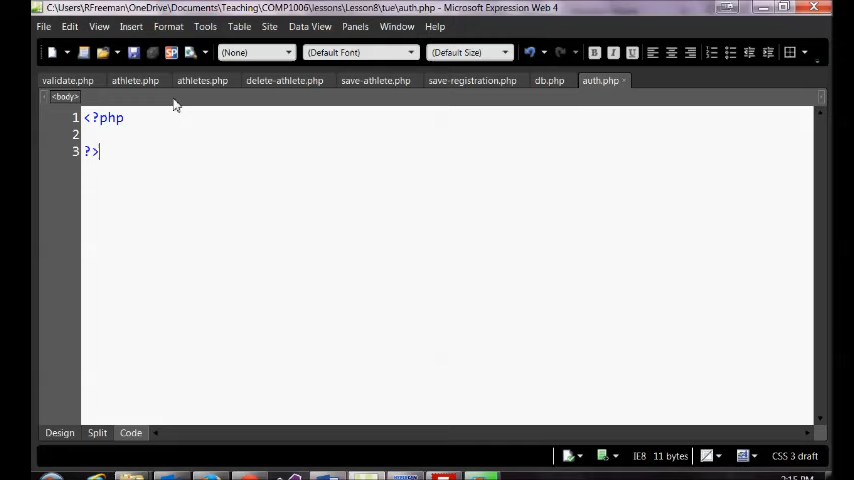 C:\Users\RFreeman\OneDrive\Documents\Teaching\COMP1006\lessons\Lesson8\tue\auth.php - Microsoft Expression Web 4
File Edit View Insert Format Tools Table Site Data View Panels Window Help
(None) (Default Font) (Default Size) B I U
validate.php athlete.php athletes.php delete-athlete.php save-athlete.php save-registration.php db.php auth.php ×
<body>
1 <?php
2
3 ?>
Design Split Code
IE8 11 bytes CSS 3 draft